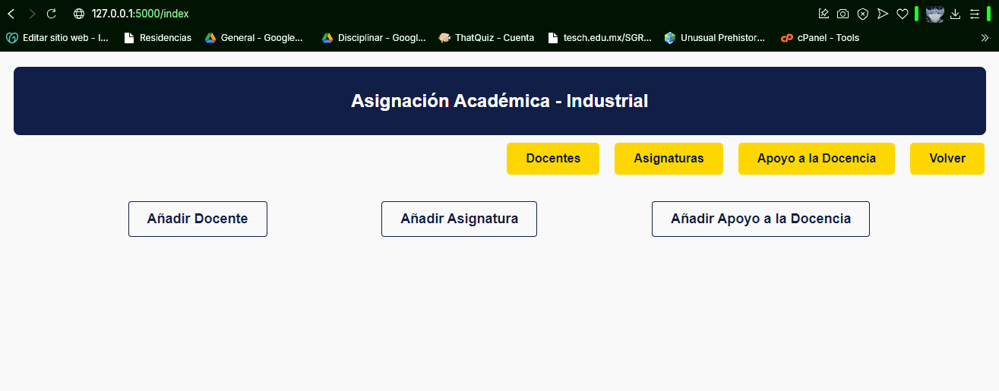 127.0.0.1:5000/index
Editar sitio web - I... Residencias General - Google... Disciplinar - Googl... ThatQuiz - Cuenta tesch.edu.mx/SGR... Unusual Prehistor... cP cPanel - Tools
Asignación Académica - Industrial
Docentes Asignaturas Apoyo a la Docencia Volver
Añadir Docente Añadir Asignatura Añadir Apoyo a la Docencia